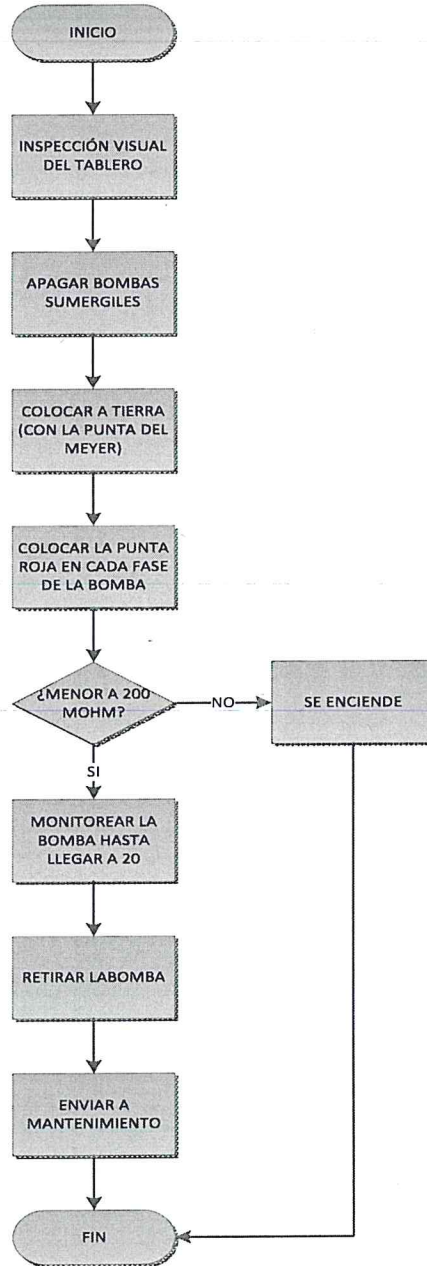 INICIO
INSPECCIÓN VISUAL
DEL TABLERO
APAGAR BOMBAS
SUMERGILES
COLOCAR A TIERRA
(CON LA PUNTA DEL
MEYER)
COLOCAR LA PUNTA
ROJA EN CADA FASE
DE LA BOMBA
¿MENOR A 200
MOHM?
NO
SE ENCIENDE
SI
MONITOREAR LA
BOMBA HASTA
LLEGAR A 20
RETIRAR LABOMBA
ENVIAR A
MANTENIMIENTO
FIN